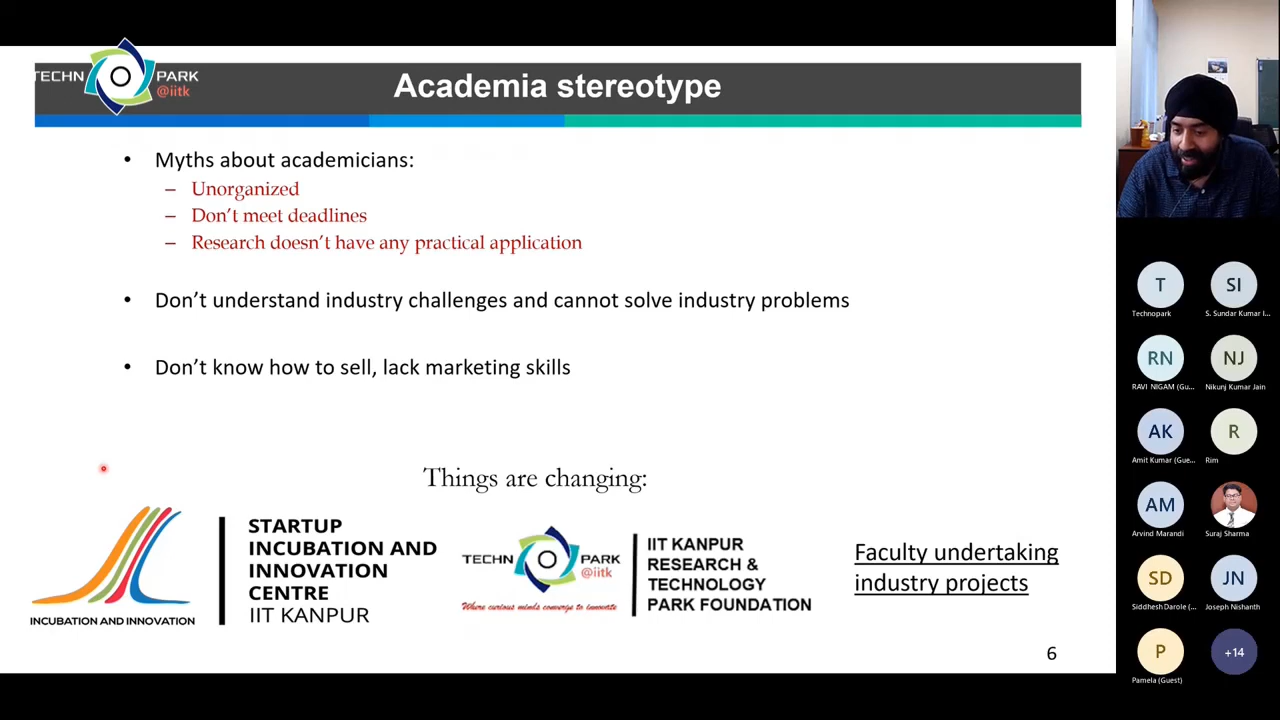 TECHN PARK
@iitk
Academia stereotype
• Myths about academicians:
– Unorganized
– Don’t meet deadlines
– Research doesn’t have any practical application
• Don’t understand industry challenges and cannot solve industry problems
• Don’t know how to sell, lack marketing skills
Things are changing:
INCUBATION AND INNOVATION
STARTUP
INCUBATION AND
INNOVATION
CENTRE
IIT KANPUR
TECHN PARK
@iitk
Where curious minds converge to innovate
IIT KANPUR
RESEARCH &
TECHNOLOGY
PARK FOUNDATION
Faculty undertaking
industry projects
6
T
Technopark
SI
S. Sundar Kumar I...
RN
RAVI NIGAM (Gu...
NJ
Nikunj Kumar Jain
AK
Amit Kumar (Gue...
R
Rim
AM
Arvind Marandi
Suraj Sharma
SD
Siddhesh Darole (...
JN
Joseph Nishanth
P
Pamela (Guest)
+14